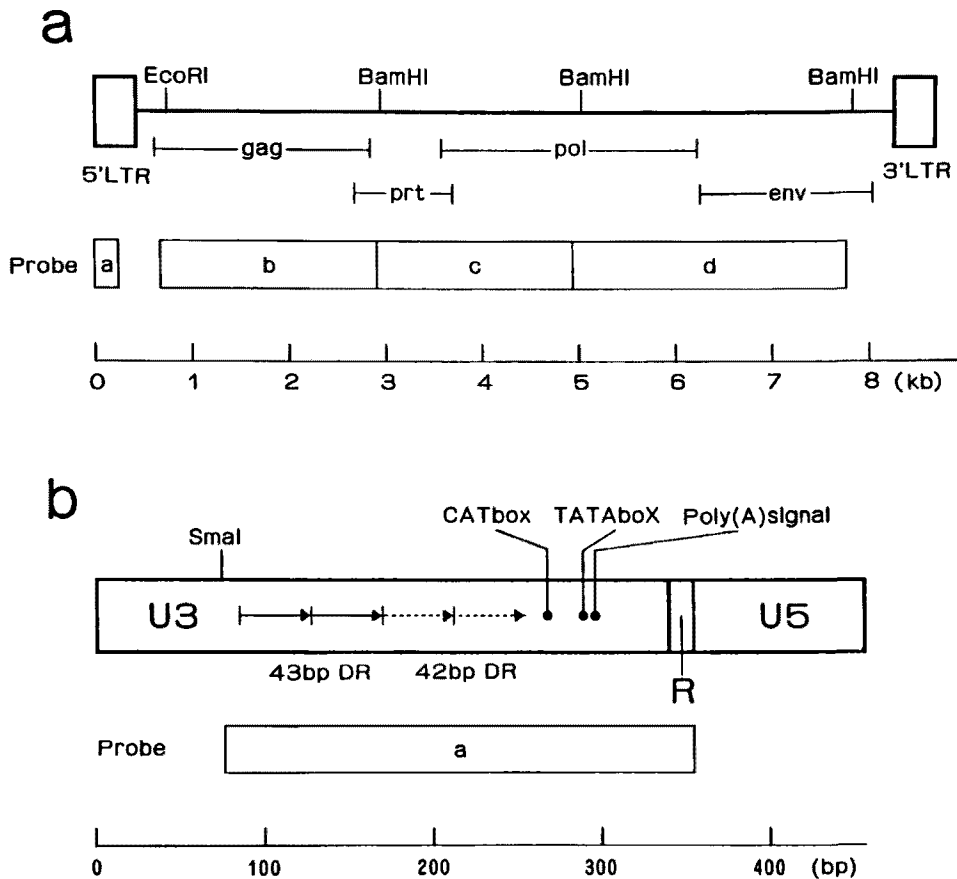 a
EcoRI BamHI BamHI BamHI
gag pol
5'LTR 3'LTR
prt env
Probe a b c d
0 1 2 3 4 5 6 7 8 (kb)
b
CATbox TATAboX Poly(A)signal
SmaI
U3 U5
43bp DR 42bp DR
R
Probe a
0 100 200 300 400 (bp)